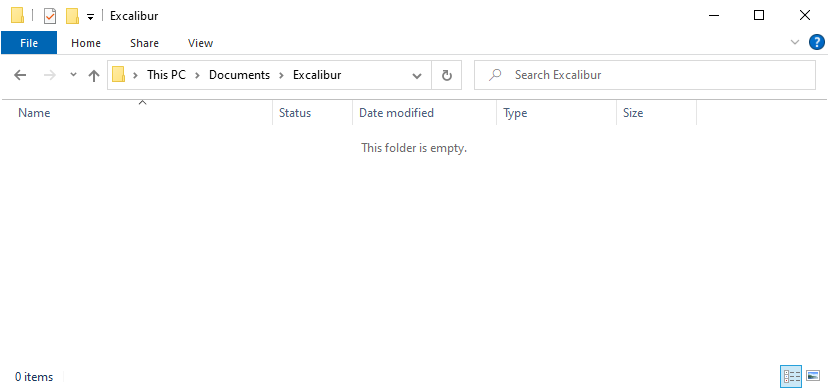 Excalibur
File Home Share View
This PC Documents Excalibur Search Excalibur
Name Status Date modified Type Size
This folder is empty.
0 items